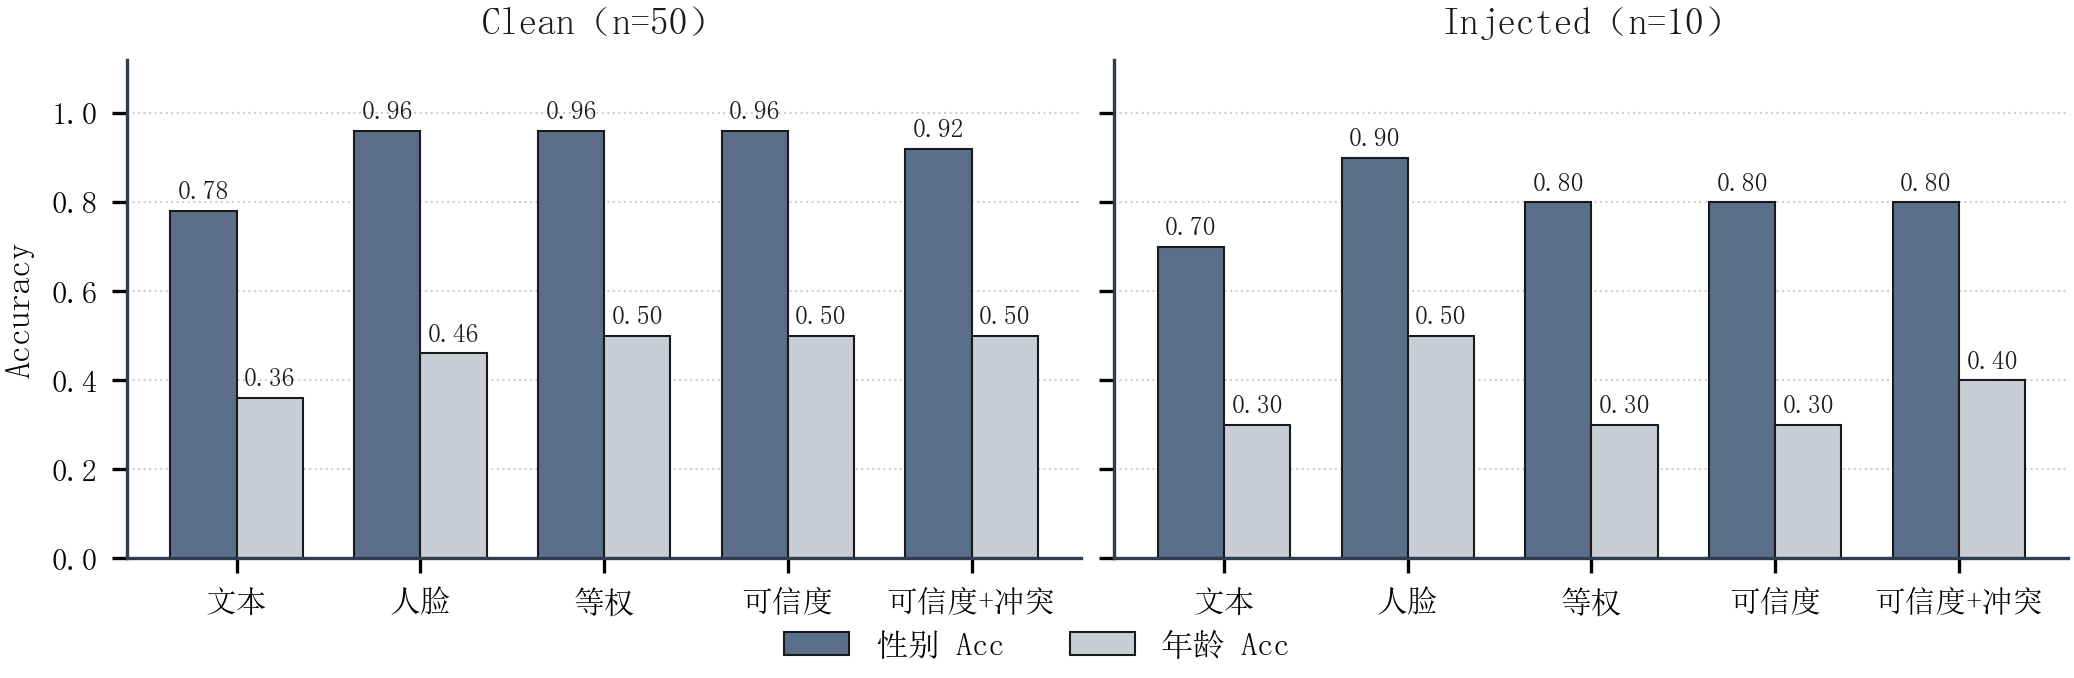 Clean（n=50）
Injected（n=10）
Accuracy
1.0
0.8
0.6
0.4
0.2
0.0
0.78
0.36
0.96
0.46
0.96
0.50
0.96
0.50
0.92
0.50
文本
人脸
等权
可信度
可信度+冲突
0.70
0.30
0.90
0.50
0.80
0.30
0.80
0.30
0.80
0.40
文本
人脸
等权
可信度
可信度+冲突
性别 Acc
年龄 Acc